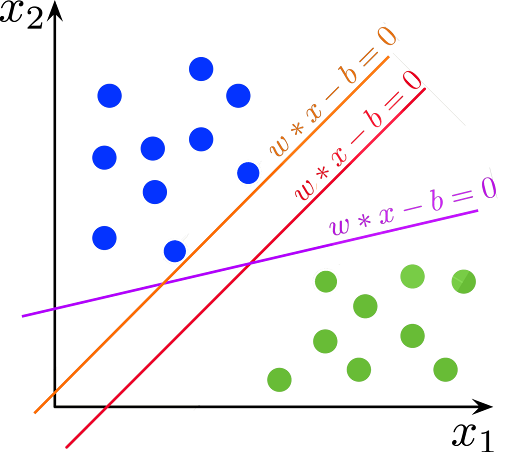 x₂
w * x − b = 0
w * x − b = 0
w * x − b = 0
x₁